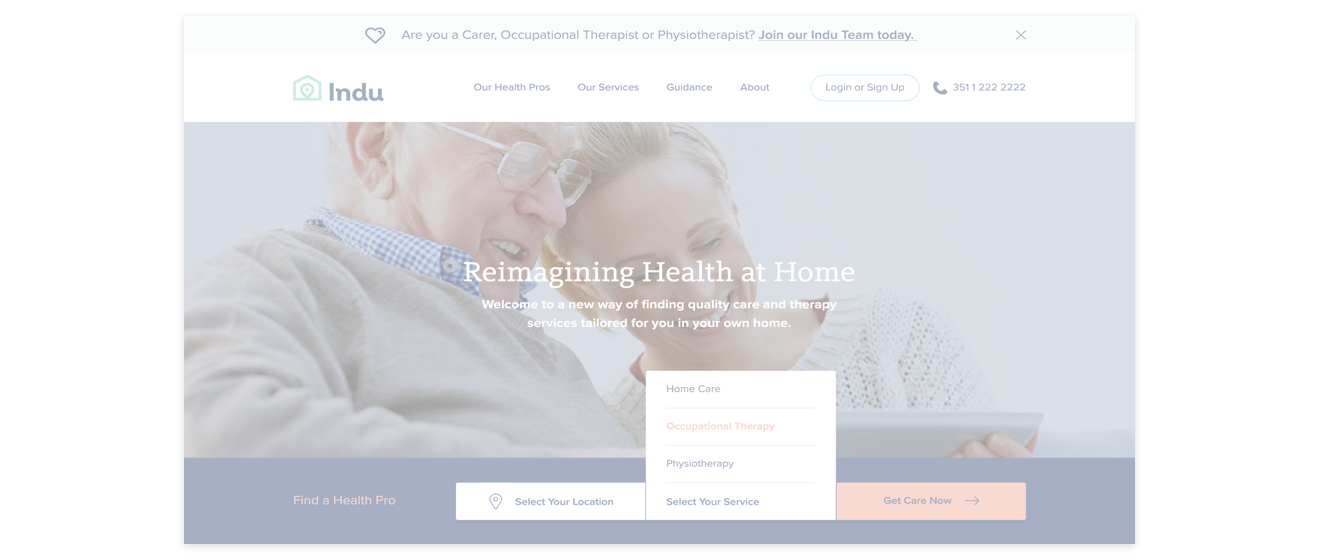 Are you a Carer, Occupational Therapist or Physiotherapist? Join our Indu Team today.
Indu
Our Health Pros
Our Services
Guidance
About
Login or Sign Up
351 1 222 2222
Reimagining Health at Home
Welcome to a new way of finding quality care and therapy
services tailored for you in your own home.
Home Care
Occupational Therapy
Physiotherapy
Find a Health Pro
Select Your Location
Select Your Service
Get Care Now